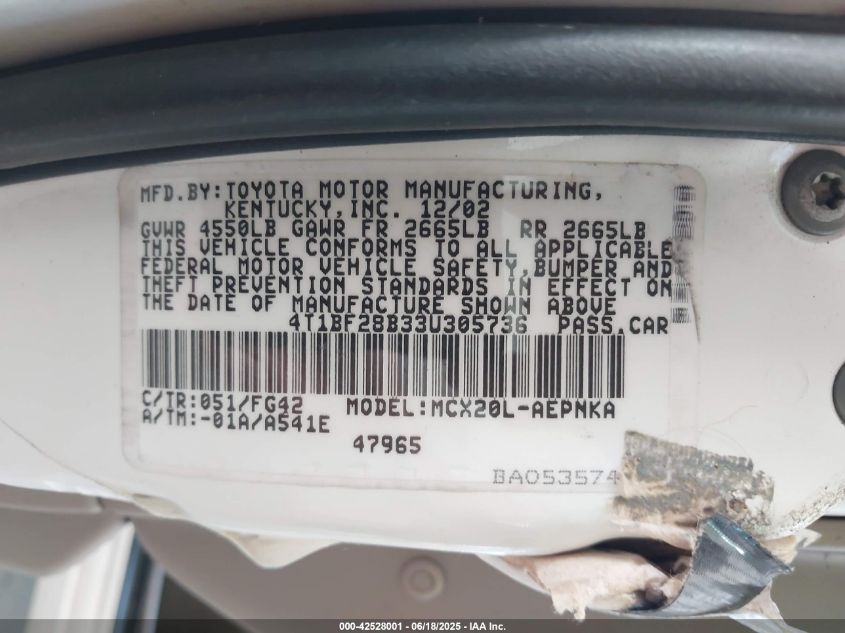 MFD.BY:TOYOTA MOTOR MANUFACTURING,
KENTUCKY,INC. 12/02
GVWR 4550LB GAWR FR 2665LB RR 2665LB
THIS VEHICLE CONFORMS TO ALL APPLICABLE
FEDERAL MOTOR VEHICLE SAFETY,BUMPER AND
THEFT PREVENTION STANDARDS IN EFFECT ON
THE DATE OF MANUFACTURE SHOWN ABOVE
4T1BF28B33U305736 PASS.CAR
C/TR:051/FG42 MODEL:MCX20L-AEPNKA
A/TM:-01A/A541E
47965
BA053574
000-42528001 - 06/18/2025 - IAA Inc.